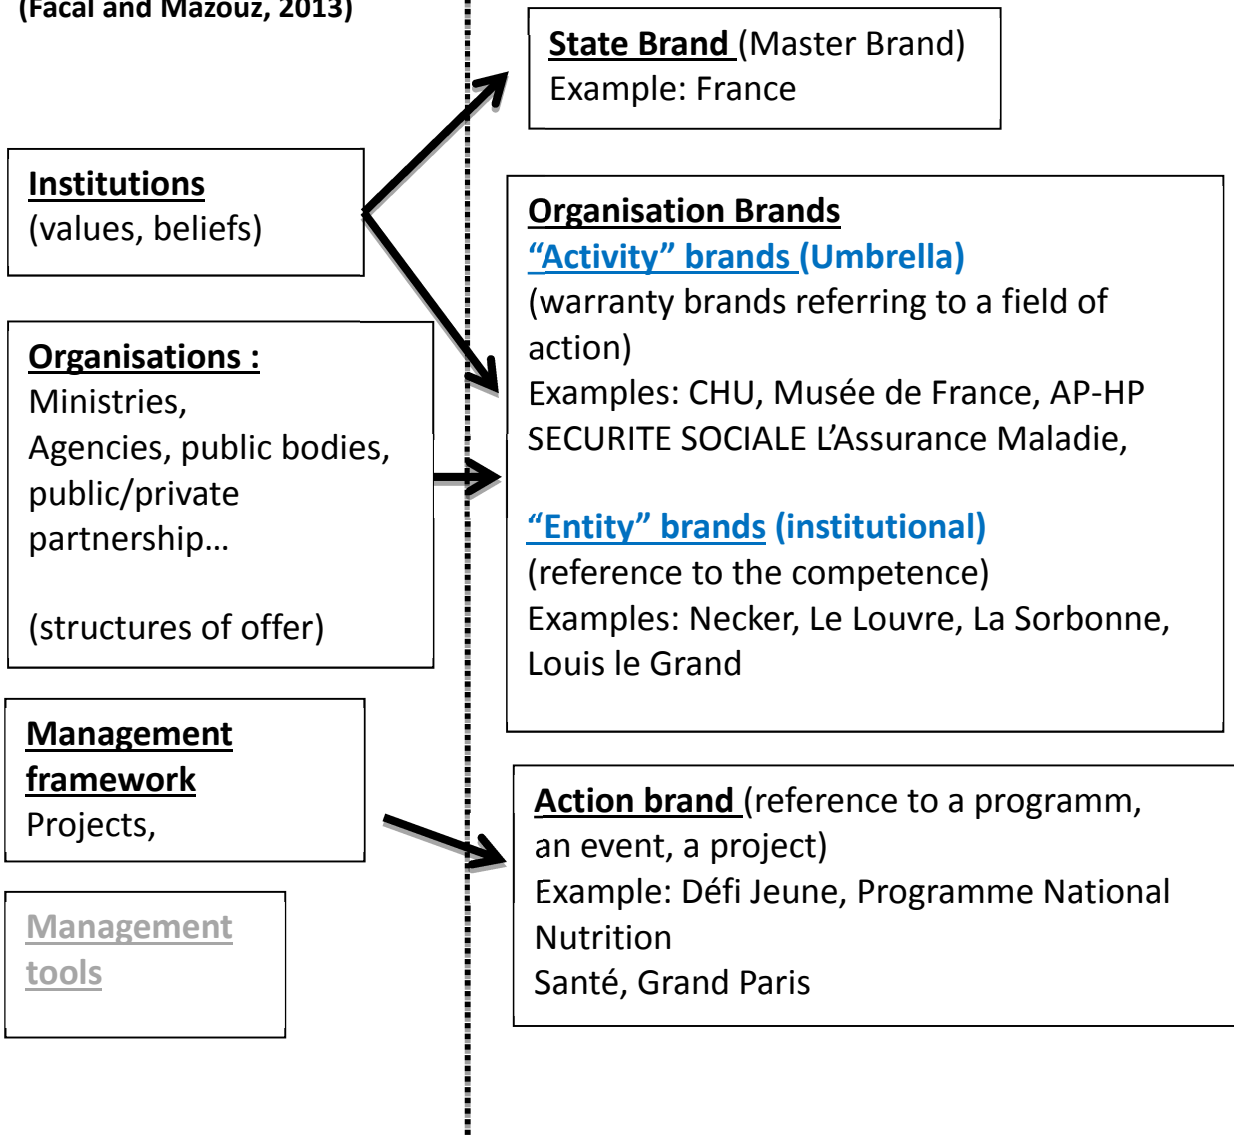 (Facal and Mazouz, 2013)
Institutions
(values, beliefs)
Organisations :
Ministries,
Agencies, public bodies,
public/private
partnership…
(structures of offer)
Management
framework
Projects,
Management
tools
State Brand (Master Brand)
Example: France
Organisation Brands
“Activity” brands (Umbrella)
(warranty brands referring to a field of
action)
Examples: CHU, Musée de France, AP-HP
SECURITE SOCIALE L’Assurance Maladie,
“Entity” brands (institutional)
(reference to the competence)
Examples: Necker, Le Louvre, La Sorbonne,
Louis le Grand
Action brand (reference to a programm,
an event, a project)
Example: Défi Jeune, Programme National
Nutrition
Santé, Grand Paris